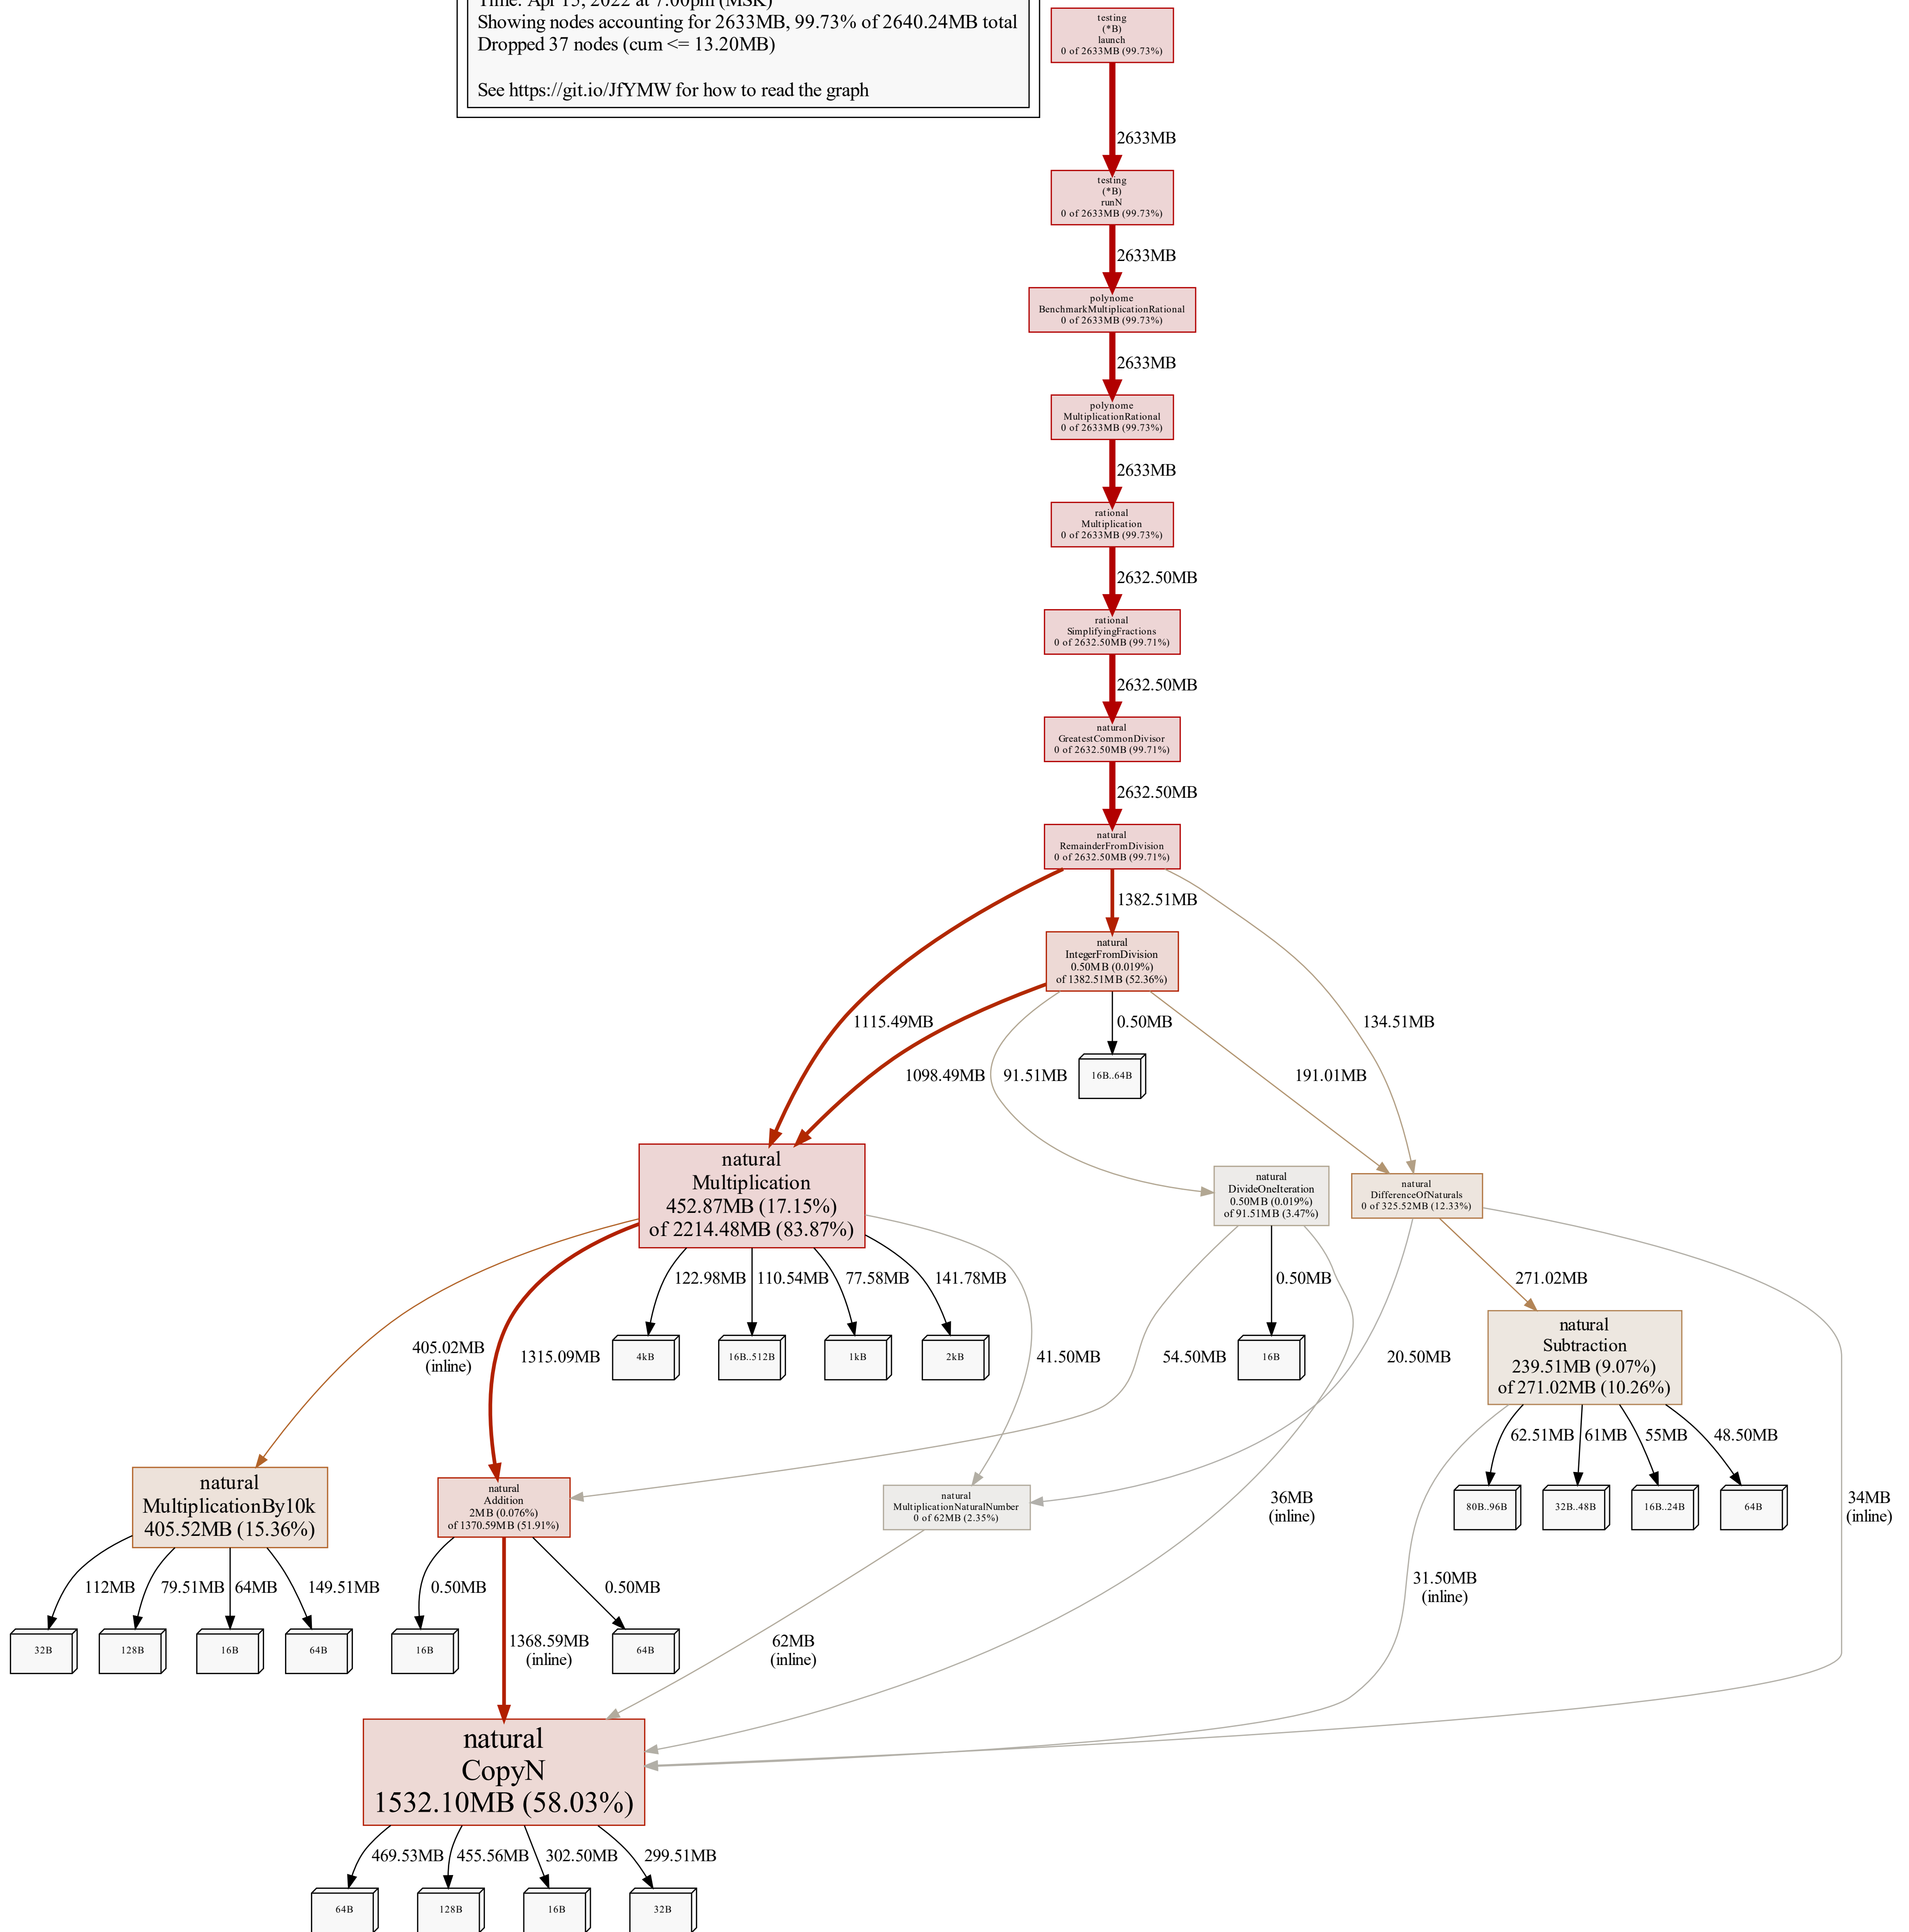 Time: Apr 15, 2022 at 7:00pm (MSK)
Showing nodes accounting for 2633MB, 99.73% of 2640.24MB total
Dropped 37 nodes (cum <= 13.20MB)
See https://git.io/JfYMW for how to read the graph
testing
(*B)
launch
0 of 2633MB (99.73%)
2633MB
testing
(*B)
runN
0 of 2633MB (99.73%)
2633MB
polynome
BenchmarkMultiplicationRational
0 of 2633MB (99.73%)
2633MB
polynome
MultiplicationRational
0 of 2633MB (99.73%)
2633MB
rational
Multiplication
0 of 2633MB (99.73%)
2632.50MB
rational
SimplifyingFractions
0 of 2632.50MB (99.71%)
2632.50MB
natural
GreatestCommonDivisor
0 of 2632.50MB (99.71%)
2632.50MB
natural
RemainderFromDivision
0 of 2632.50MB (99.71%)
1382.51MB
natural
IntegerFromDivision
0.50MB (0.019%)
of 1382.51MB (52.36%)
1115.49MB
0.50MB
134.51MB
1098.49MB
91.51MB
16B..64B
191.01MB
natural
Multiplication
452.87MB (17.15%)
of 2214.48MB (83.87%)
natural
DivideOneIteration
0.50MB (0.019%)
of 91.51MB (3.47%)
natural
DifferenceOfNaturals
0 of 325.52MB (12.33%)
122.98MB
110.54MB
77.58MB
141.78MB
0.50MB
271.02MB
405.02MB
(inline)
1315.09MB
4kB
16B..512B
1kB
2kB
41.50MB
54.50MB
16B
20.50MB
natural
Subtraction
239.51MB (9.07%)
of 271.02MB (10.26%)
62.51MB
61MB
55MB
48.50MB
natural
MultiplicationBy10k
405.52MB (15.36%)
natural
Addition
2MB (0.076%)
of 1370.59MB (51.91%)
natural
MultiplicationNaturalNumber
0 of 62MB (2.35%)
36MB
(inline)
80B..96B
32B..48B
16B..24B
64B
34MB
(inline)
112MB
79.51MB
64MB
149.51MB
0.50MB
0.50MB
31.50MB
(inline)
32B
128B
16B
64B
16B
1368.59MB
(inline)
64B
62MB
(inline)
natural
CopyN
1532.10MB (58.03%)
469.53MB
455.56MB
302.50MB
299.51MB
64B
128B
16B
32B